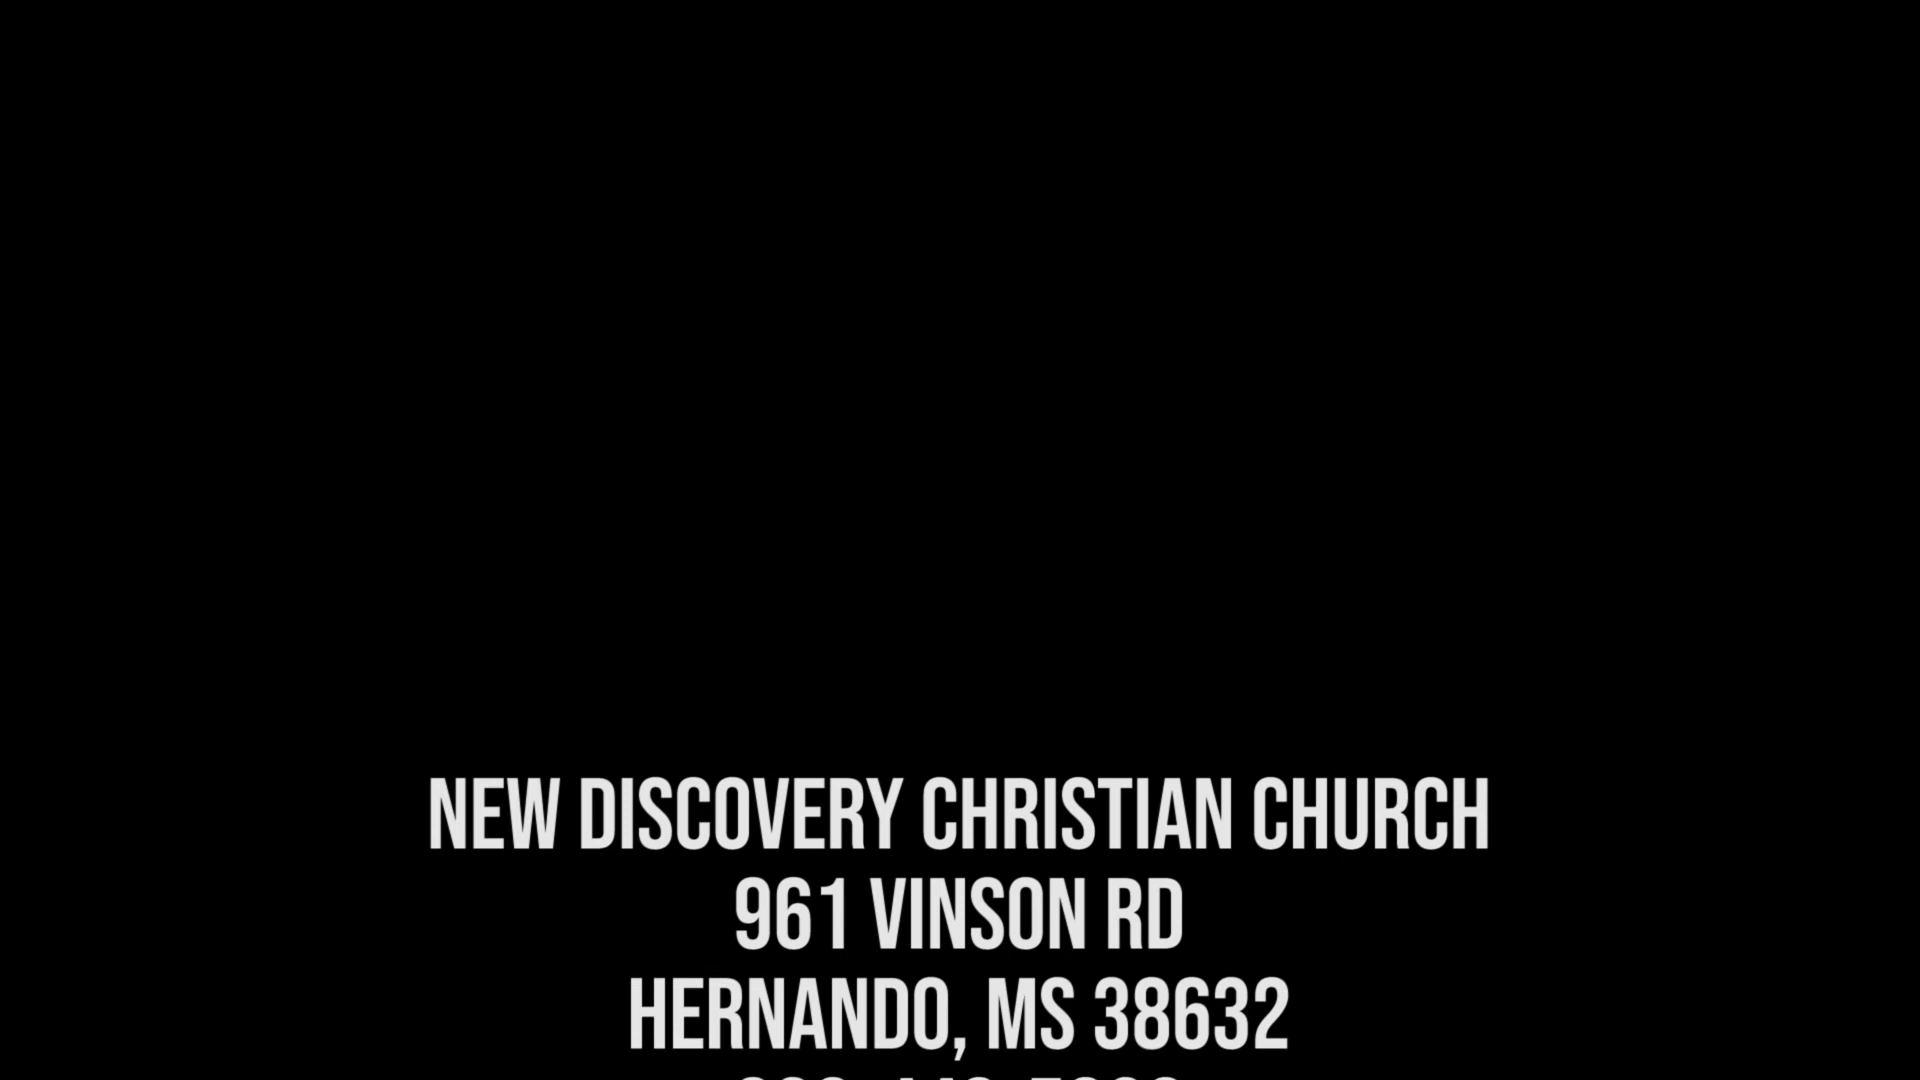 NEW DISCOVERY CHRISTIAN CHURCH
961 VINSON RD
HERNANDO, MS 38632